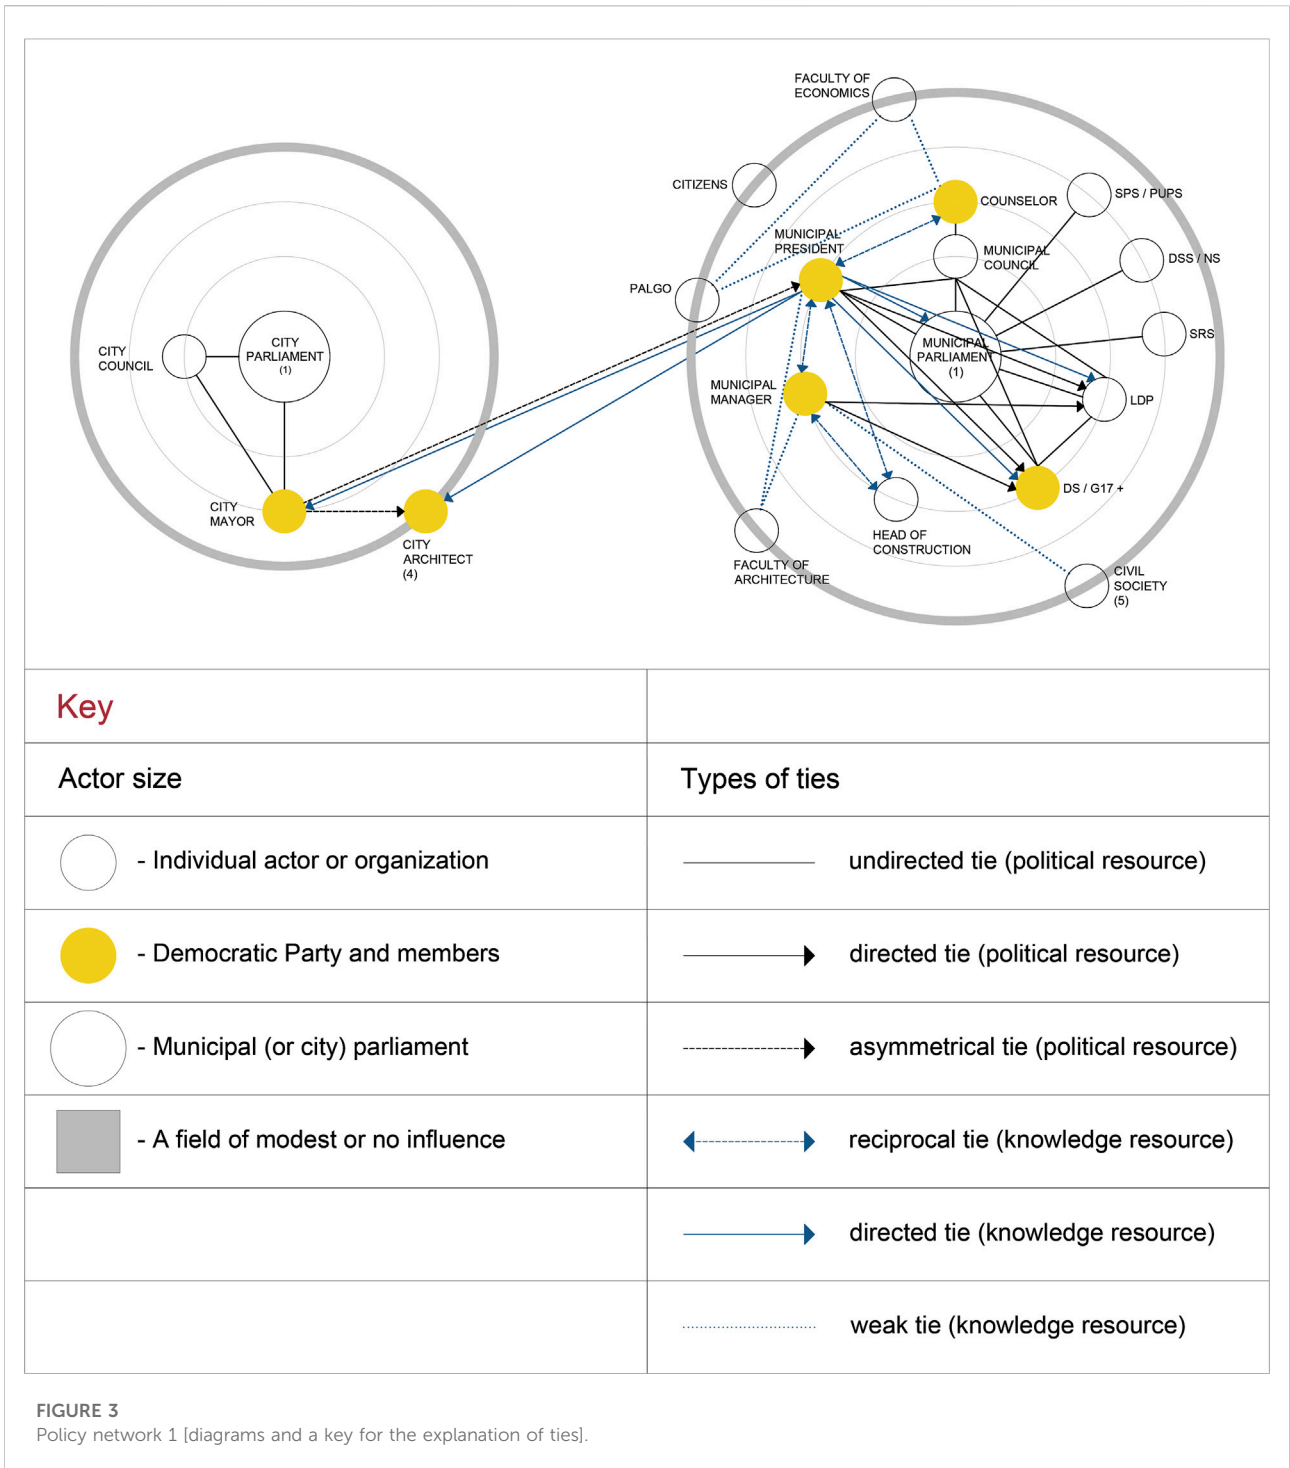 FACULTY OF
ECONOMICS
CITIZENS
COUNSELOR
SPS / PUPS
MUNICIPAL
PRESIDENT
MUNICIPAL
COUNCIL
DSS / NS
PALGO
CITY
COUNCIL
CITY
PARLIAMENT
(1)
MUNICIPAL
PARLIAMENT
(1)
SRS
MUNICIPAL
MANAGER
LDP
DS / G17 +
CITY
MAYOR
CITY
ARCHITECT
(4)
HEAD OF
CONSTRUCTION
FACULTY OF
ARCHITECTURE
CIVIL
SOCIETY
(5)
Key
Actor size
Types of ties
- Individual actor or organization
undirected tie (political resource)
- Democratic Party and members
directed tie (political resource)
- Municipal (or city) parliament
asymmetrical tie (political resource)
- A field of modest or no influence
reciprocal tie (knowledge resource)
directed tie (knowledge resource)
weak tie (knowledge resource)
FIGURE 3
Policy network 1 [diagrams and a key for the explanation of ties].